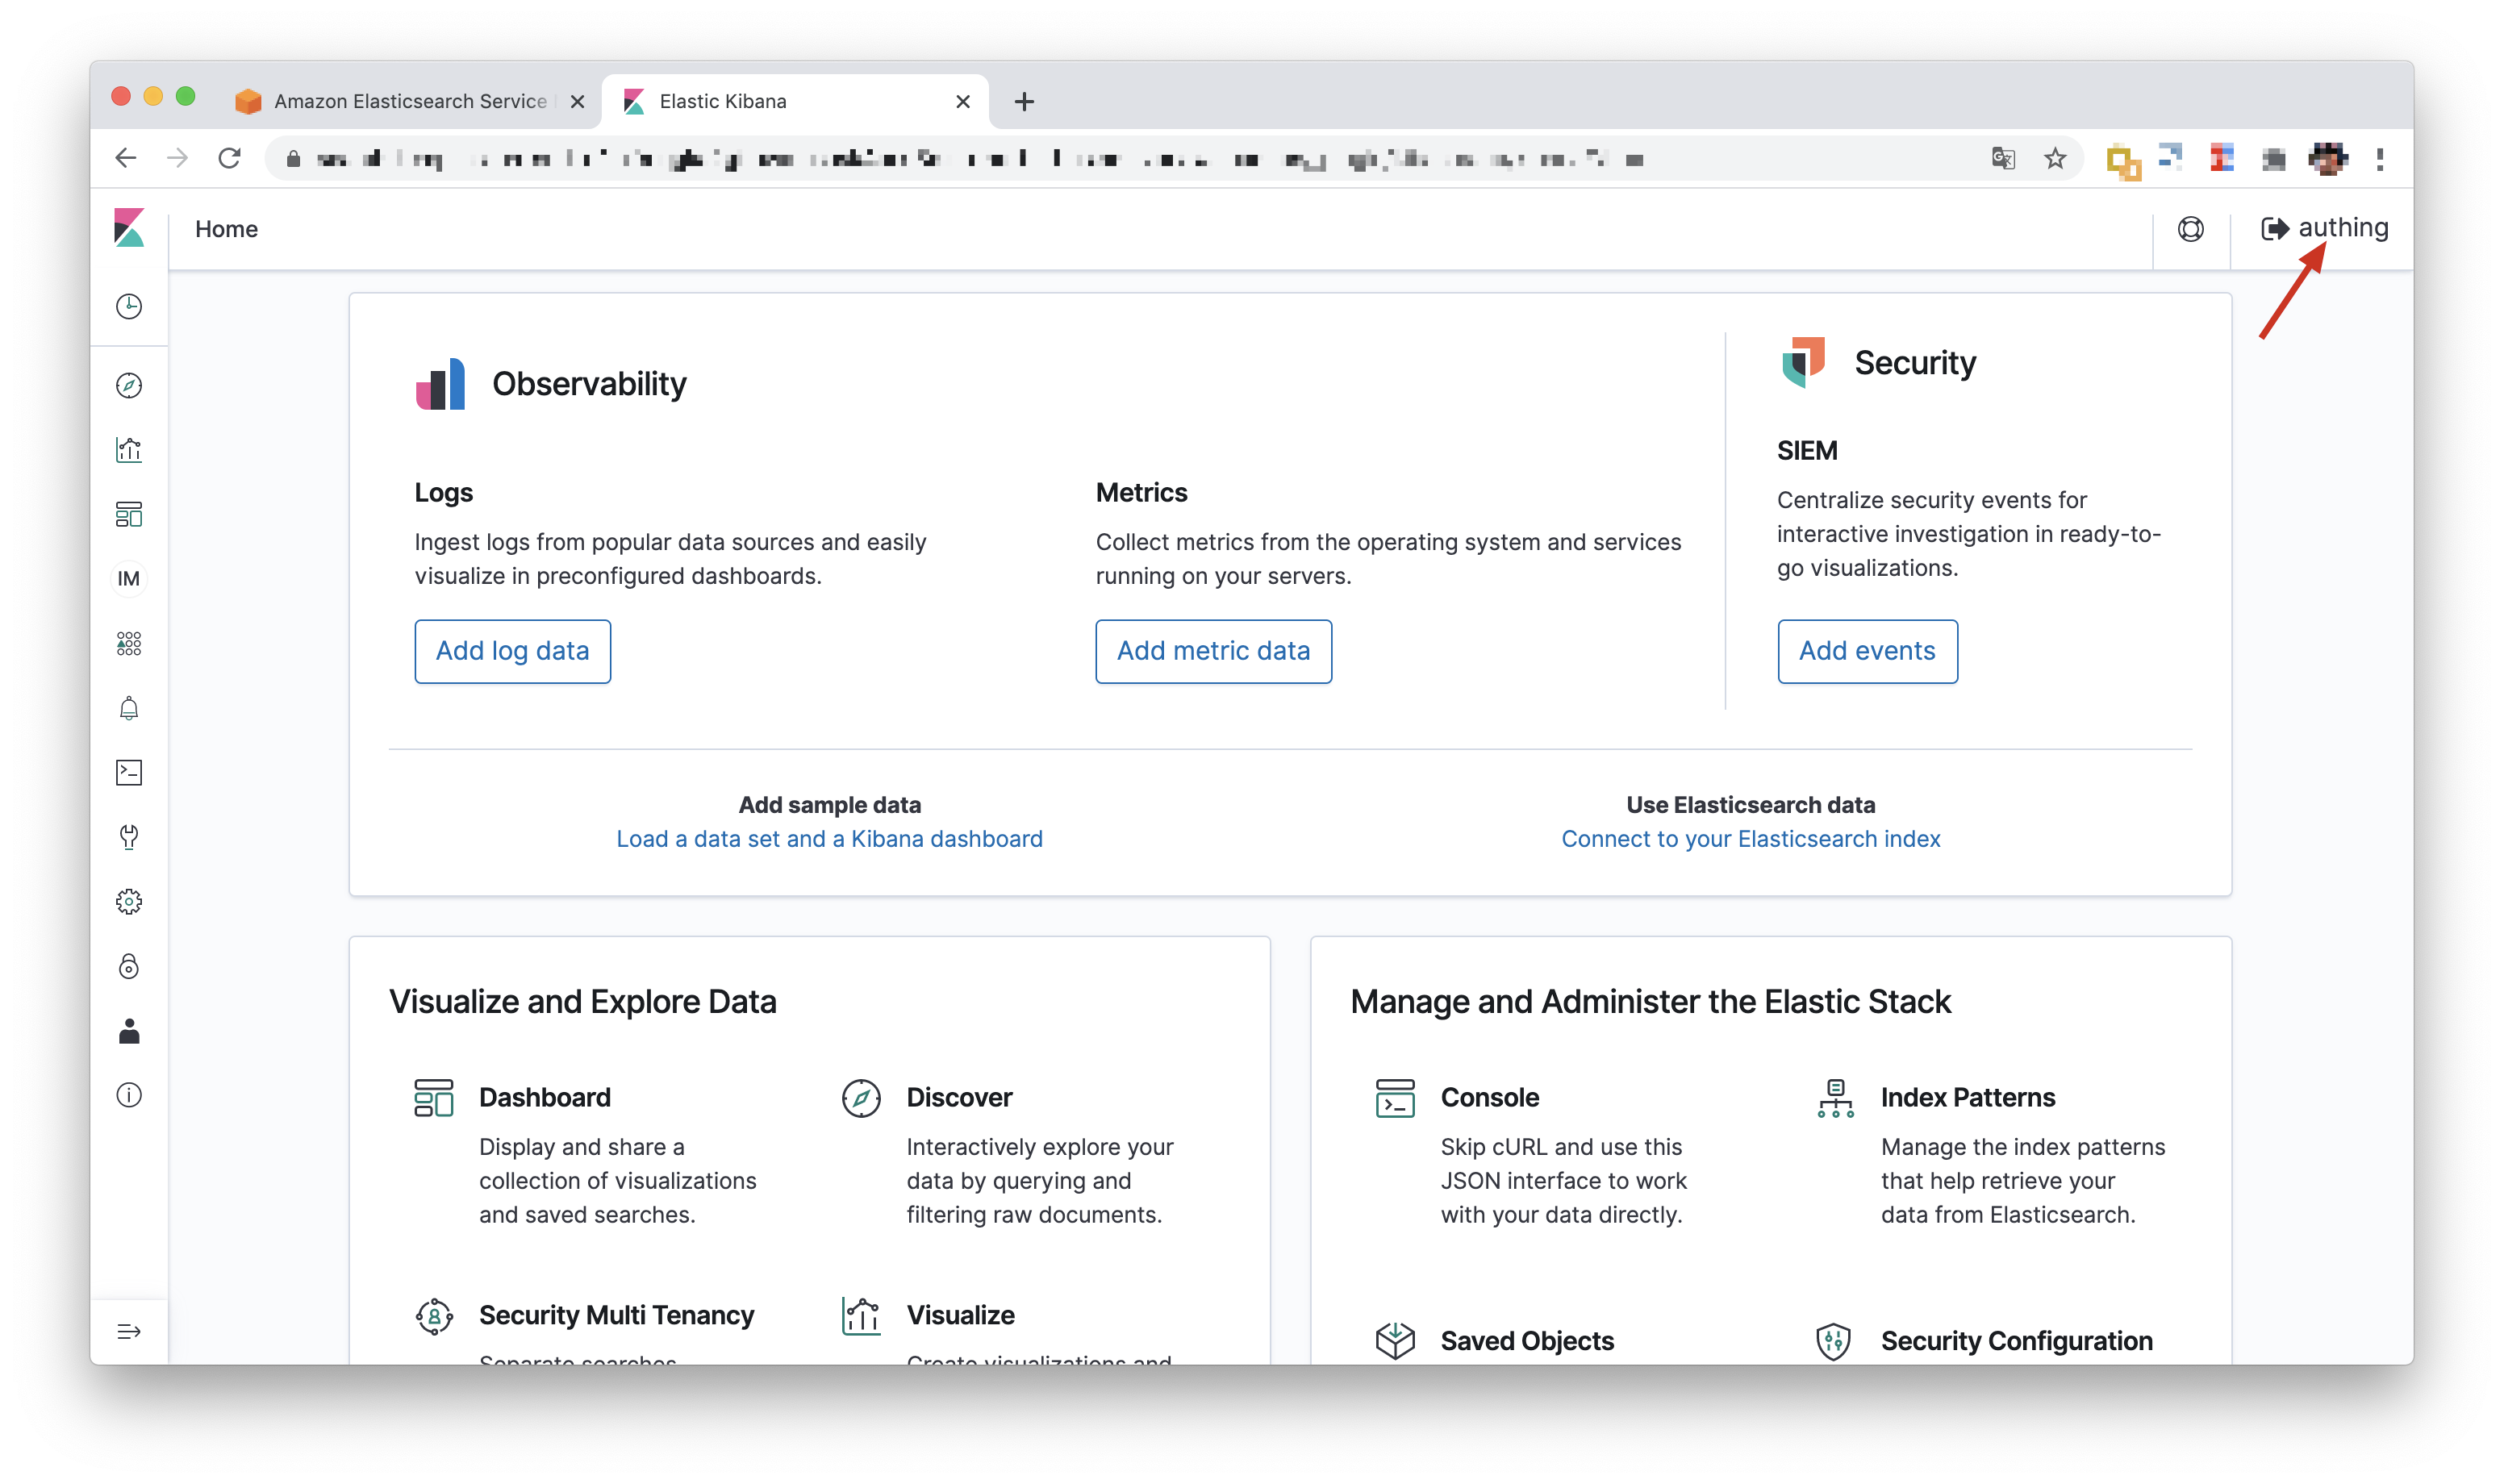 Amazon Elasticsearch Service
Elastic Kibana
Home
authing
Observability
Security
Logs
Ingest logs from popular data sources and easily
visualize in preconfigured dashboards.
Add log data
Metrics
Collect metrics from the operating system and services
running on your servers.
Add metric data
SIEM
Centralize security events for
interactive investigation in ready-to-
go visualizations.
Add events
IM
Add sample data
Load a data set and a Kibana dashboard
Use Elasticsearch data
Connect to your Elasticsearch index
Visualize and Explore Data
Dashboard
Display and share a
collection of visualizations
and saved searches.
Discover
Interactively explore your
data by querying and
filtering raw documents.
Security Multi Tenancy
Separate searches,
Visualize
Create visualizations and
Manage and Administer the Elastic Stack
Console
Skip cURL and use this
JSON interface to work
with your data directly.
Index Patterns
Manage the index patterns
that help retrieve your
data from Elasticsearch.
Saved Objects
Security Configuration